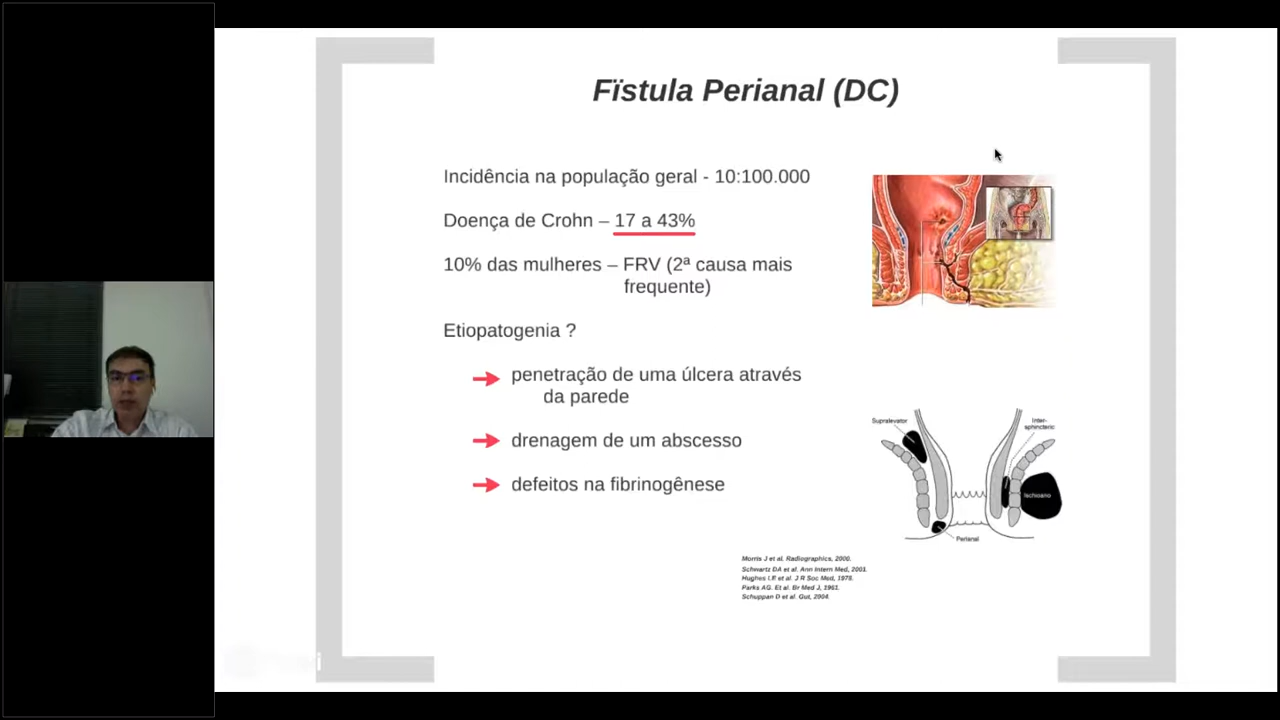 Fïstula Perianal (DC)
Incidência na população geral - 10:100.000
Doença de Crohn – 17 a 43%
10% das mulheres – FRV (2ª causa mais
frequente)
Etiopatogenia ?
penetração de uma úlcera através
da parede
drenagem de um abscesso
defeitos na fibrinogênese
Supralevator
Inter-
sphincteric
Ischioanal
Perianal
Morris J et al. Radiographics, 2000.
Schwartz DA et al. Ann Intern Med, 2001.
Hughes LE et al. J R Soc Med, 1978.
Parks AG. Et al. Br Med J, 1961.
Schuppan D et al. Gut, 2004.